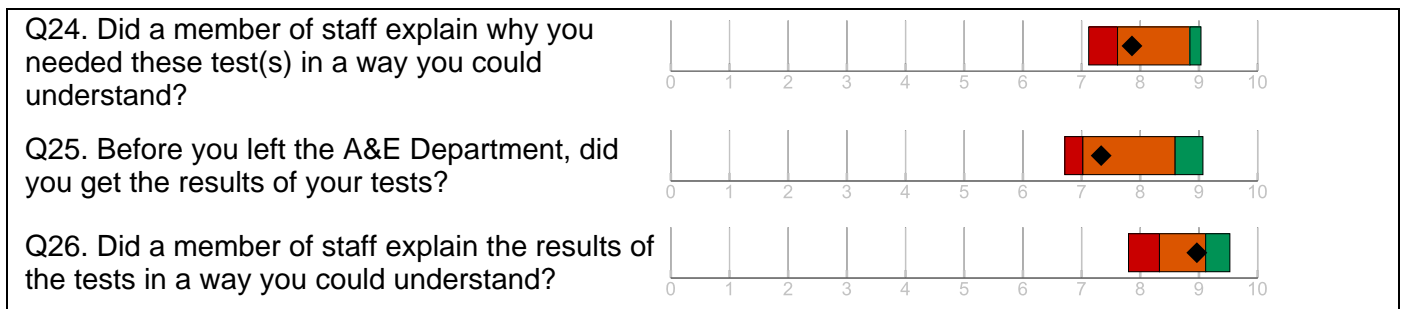 Q24. Did a member of staff explain why you
needed these test(s) in a way you could
understand?
0 1 2 3 4 5 6 7 8 9 10
Q25. Before you left the A&E Department, did
you get the results of your tests?
0 1 2 3 4 5 6 7 8 9 10
Q26. Did a member of staff explain the results of
the tests in a way you could understand?
0 1 2 3 4 5 6 7 8 9 10